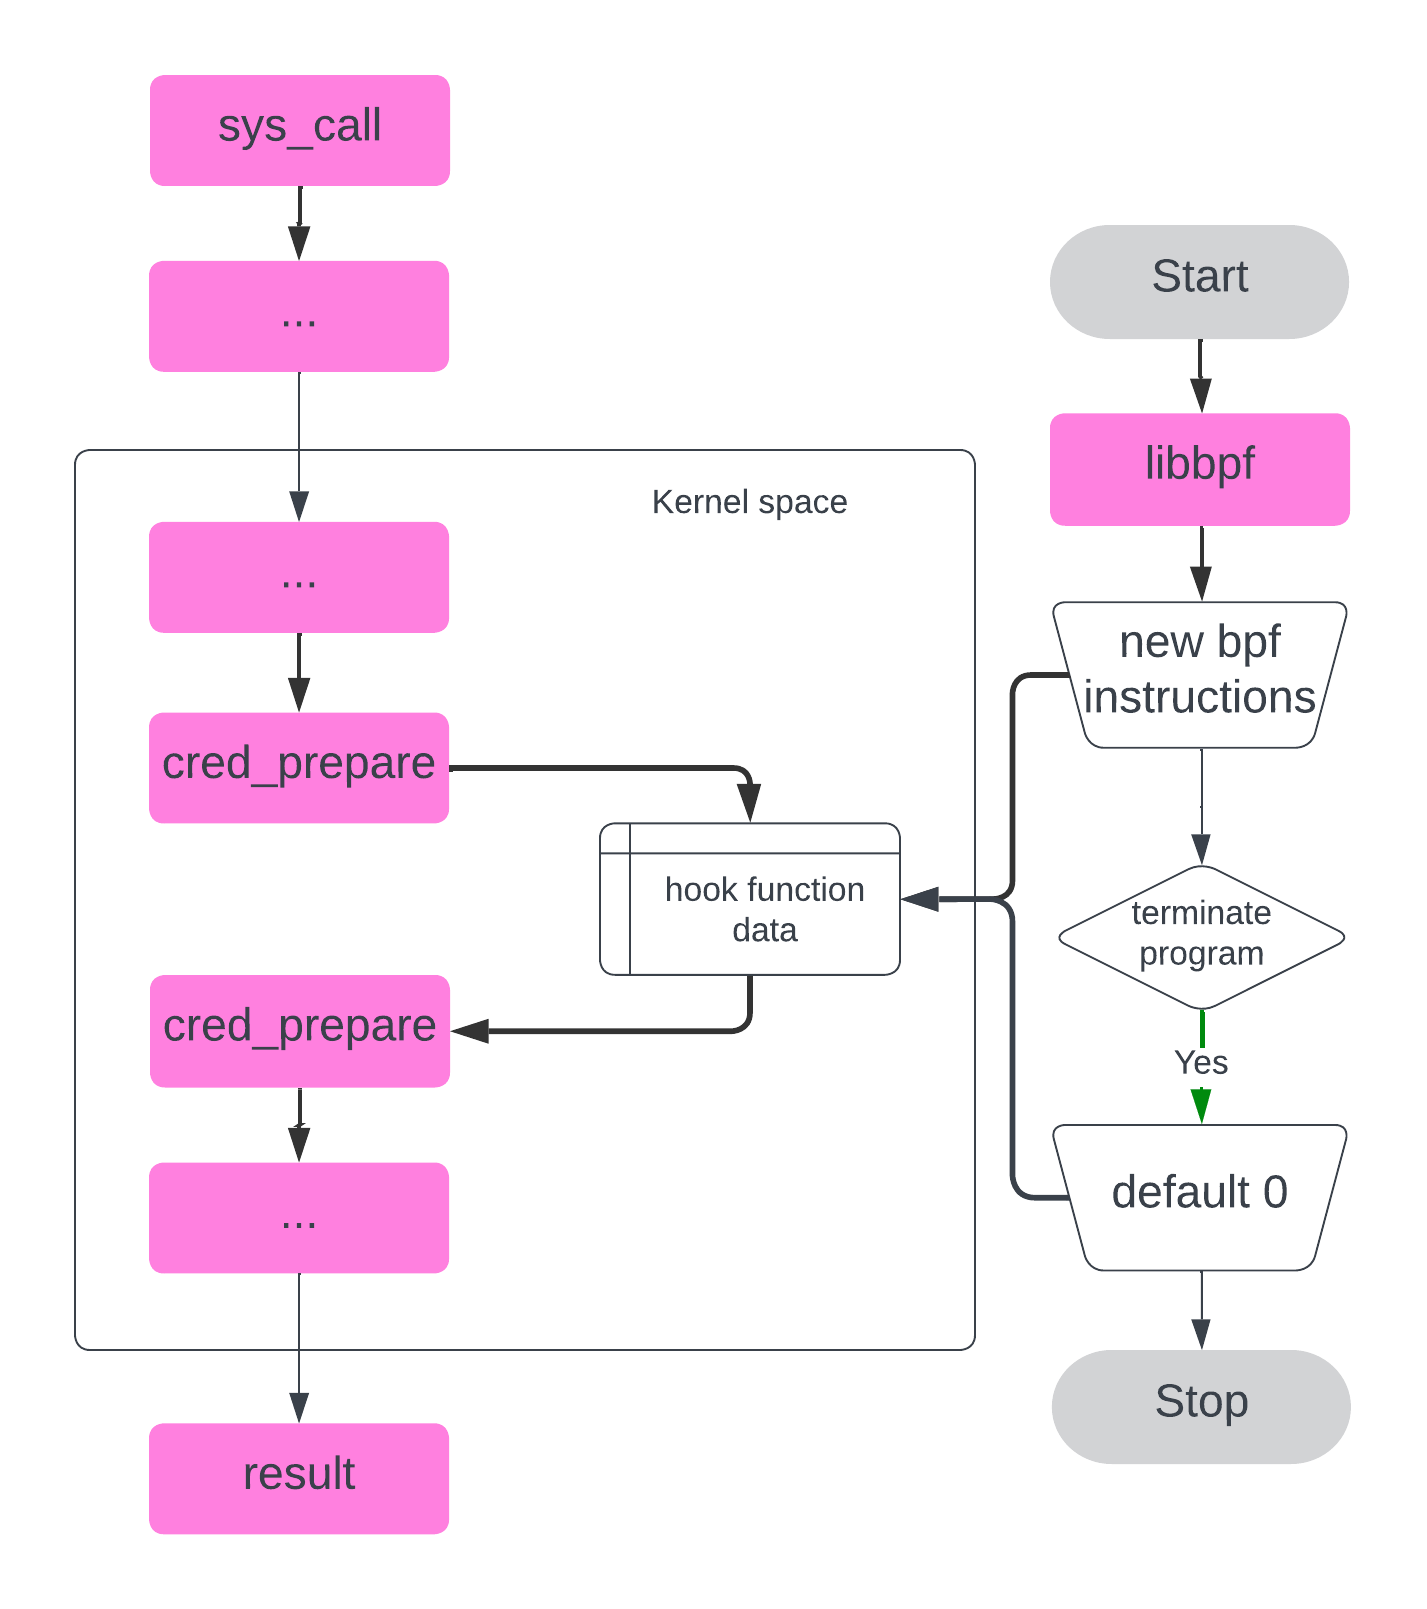 sys_call
...
Kernel space
...
cred_prepare
hook function
data
cred_prepare
...
result
Start
libbpf
new bpf
instructions
terminate
program
Yes
default 0
Stop